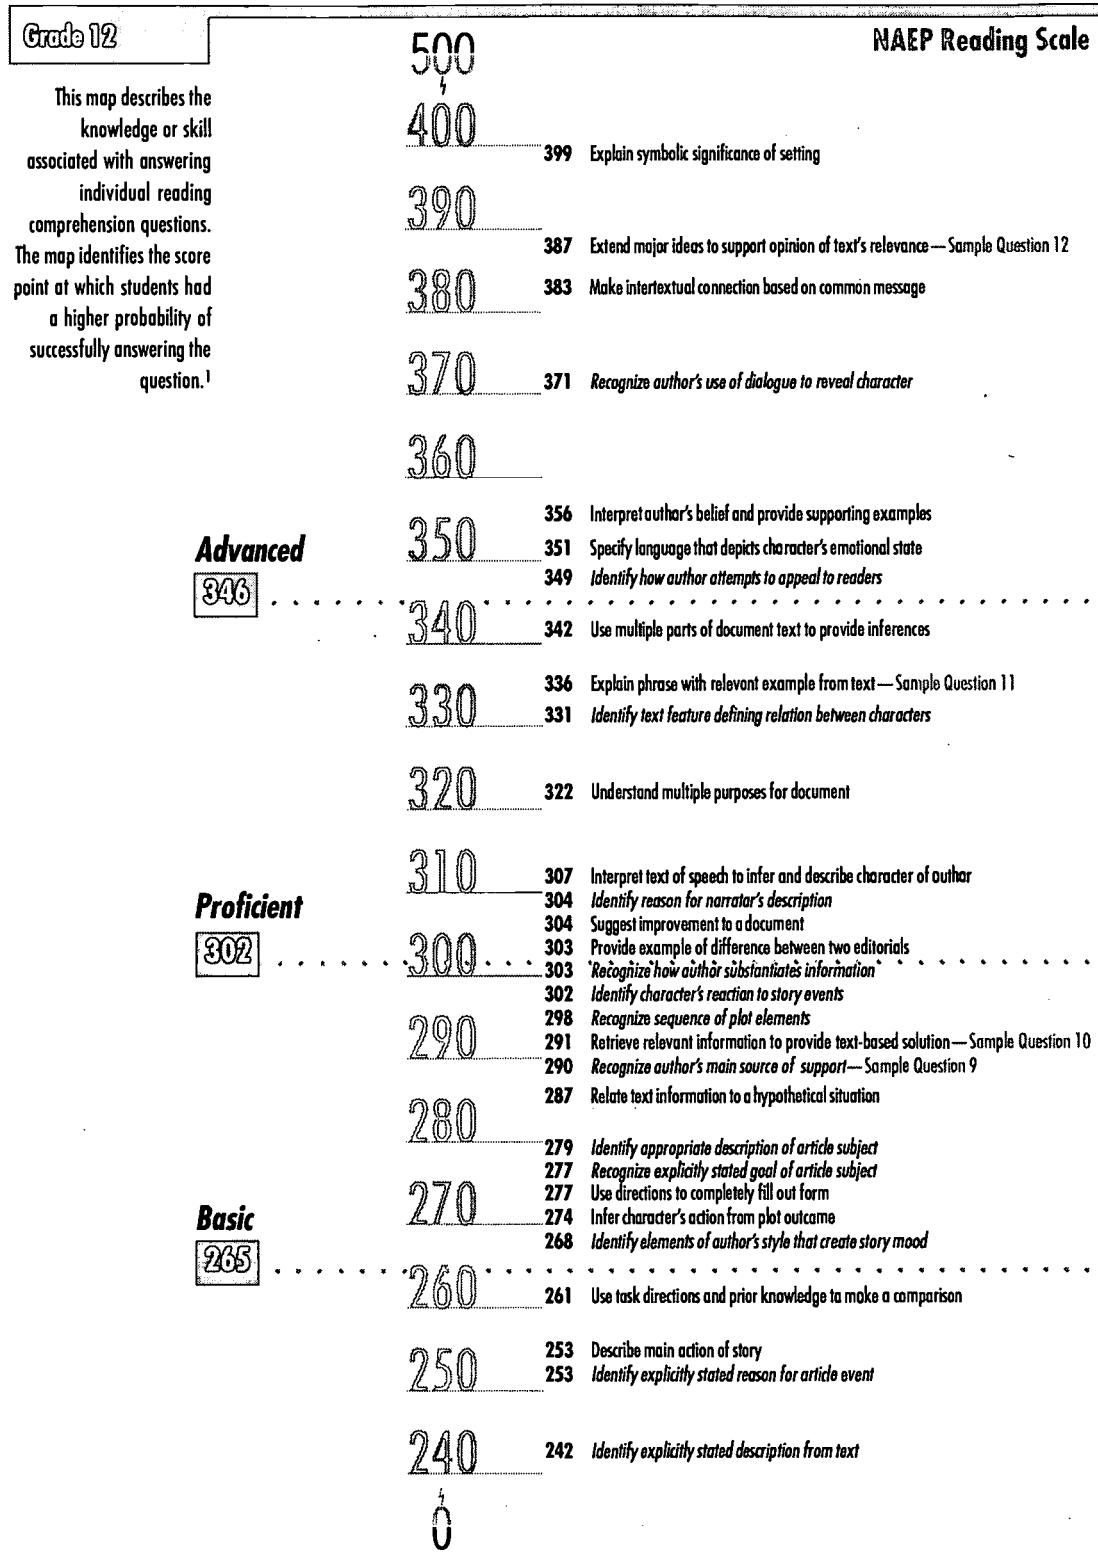 Grade 12
NAEP Reading Scale
This map describes the
knowledge or skill
associated with answering
individual reading
comprehension questions.
The map identifies the score
point at which students had
a higher probability of
successfully answering the
question.1
500
400
399 Explain symbolic significance of setting
390
387 Extend major ideas to support opinion of text's relevance—Sample Question 12
380
383 Make intertextual connection based on common message
370
371 Recognize author's use of dialogue to reveal character
360
356 Interpret author's belief and provide supporting examples
350
351 Specify language that depicts character's emotional state
Advanced
349 Identify how author attempts to appeal to readers
346
340
342 Use multiple parts of document text to provide inferences
336 Explain phrase with relevant example from text—Sample Question 11
330
331 Identify text feature defining relation between characters
320
322 Understand multiple purposes for document
310
307 Interpret text of speech to infer and describe character of author
304 Identify reason for narrator's description
Proficient
304 Suggest improvement to a document
303 Provide example of difference between two editorials
302
300
303 Recognize how author substantiates information
302 Identify character's reaction to story events
298 Recognize sequence of plot elements
290
291 Retrieve relevant information to provide text-based solution—Sample Question 10
290 Recognize author's main source of support—Sample Question 9
287 Relate text information to a hypothetical situation
280
279 Identify appropriate description of article subject
277 Recognize explicitly stated goal of article subject
277 Use directions to completely fill out form
270
274 Infer character's action from plot outcome
Basic
268 Identify elements of author's style that create story mood
265
260
261 Use task directions and prior knowledge to make a comparison
253 Describe main action of story
250
253 Identify explicitly stated reason for article event
240
242 Identify explicitly stated description from text
0